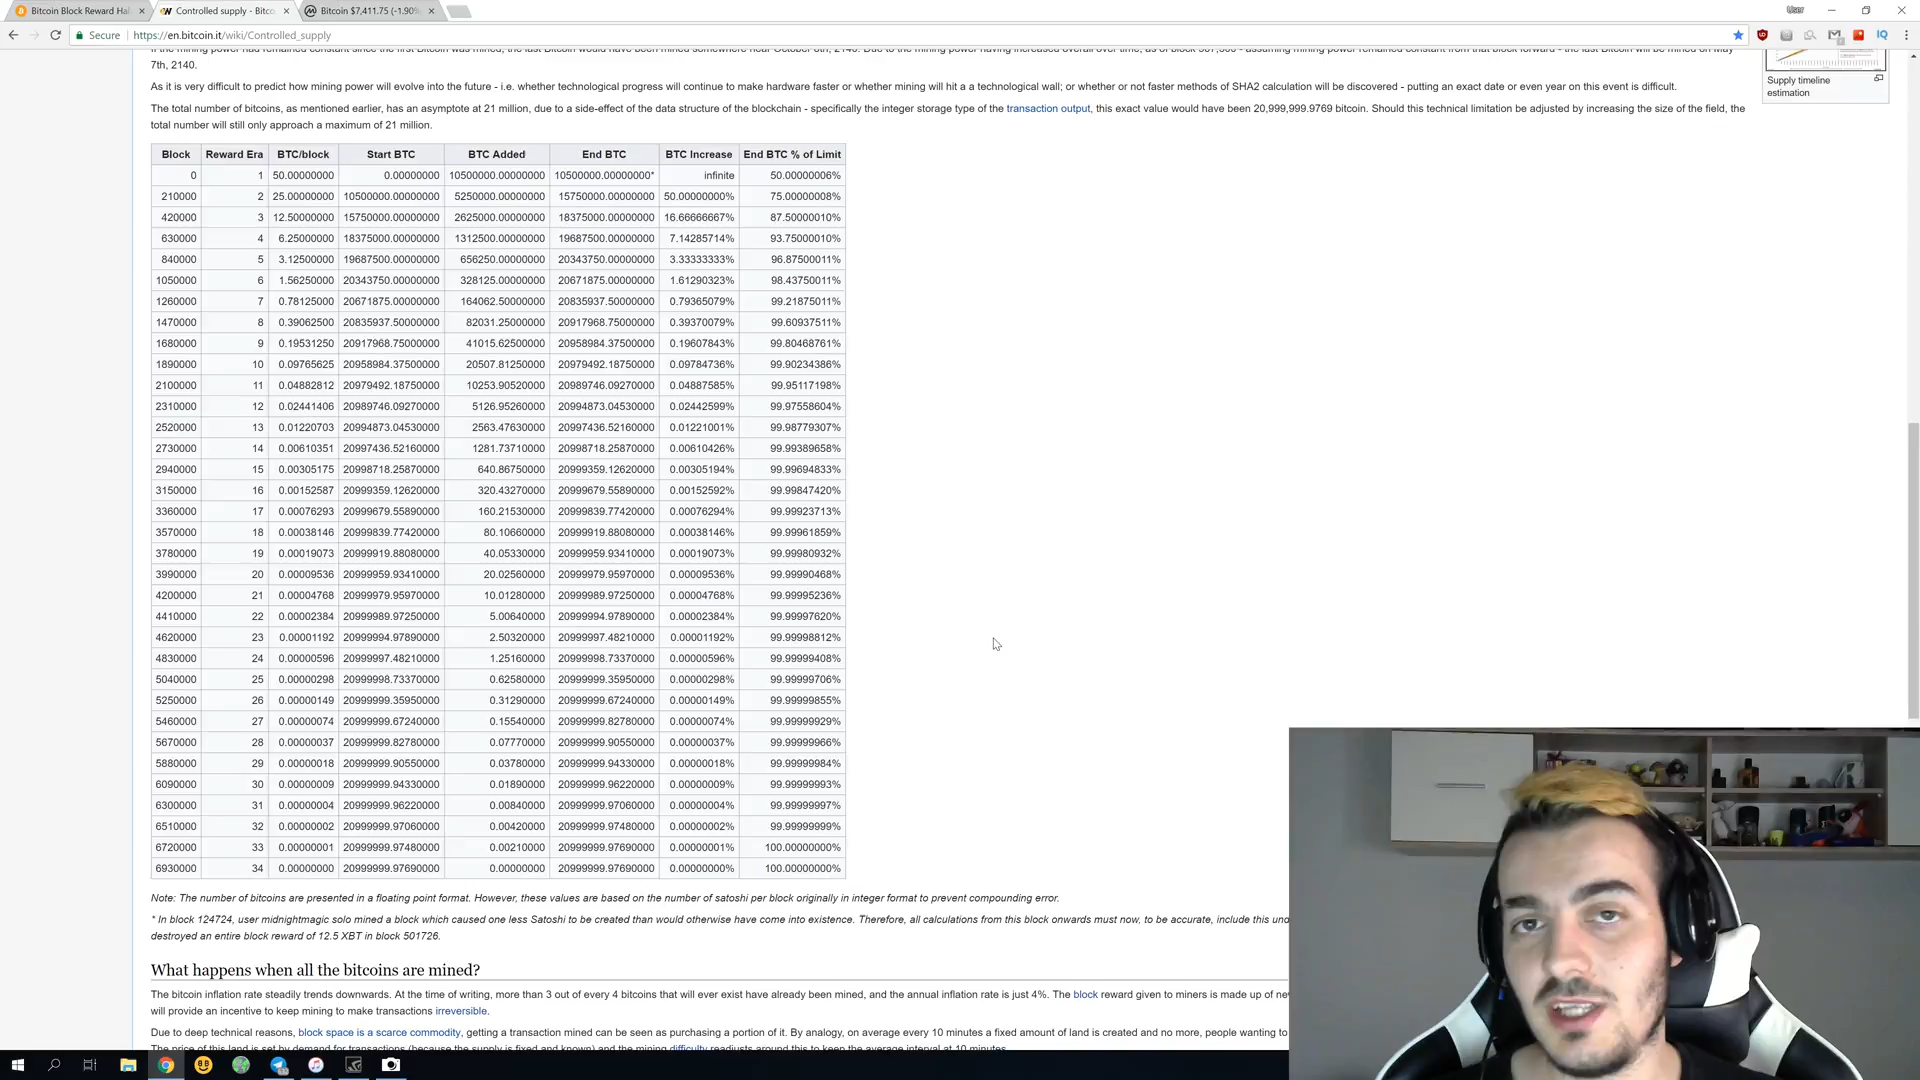 Bitcoin Block Reward Hal
Controlled supply - Bitco
Bitcoin $7,411.75 (-1.90%
User
Secure
https://en.bitcoin.it/wiki/Controlled_supply
7th, 2140.
As it is very difficult to predict how mining power will evolve into the future - i.e. whether technological progress will continue to make hardware faster or whether mining will hit a a technological wall; or whether or not faster methods of SHA2 calculation will be discovered - putting an exact date or even year on this event is difficult.
Supply timeline
estimation
The total number of bitcoins, as mentioned earlier, has an asymptote at 21 million, due to a side-effect of the data structure of the blockchain - specifically the integer storage type of the transaction output, this exact value would have been 20,999,999.9769 bitcoin. Should this technical limitation be adjusted by increasing the size of the field, the
total number will still only approach a maximum of 21 million.
Block Reward Era BTC/block Start BTC BTC Added End BTC BTC Increase End BTC % of Limit
0 1 50.00000000 0.00000000 10500000.00000000 10500000.00000000* infinite 50.00000006%
210000 2 25.00000000 10500000.00000000 5250000.00000000 15750000.00000000 50.00000000% 75.00000008%
420000 3 12.50000000 15750000.00000000 2625000.00000000 18375000.00000000 16.66666667% 87.50000010%
630000 4 6.25000000 18375000.00000000 1312500.00000000 19687500.00000000 7.14285714% 93.75000010%
840000 5 3.12500000 19687500.00000000 656250.00000000 20343750.00000000 3.33333333% 96.87500011%
1050000 6 1.56250000 20343750.00000000 328125.00000000 20671875.00000000 1.61290323% 98.43750011%
1260000 7 0.78125000 20671875.00000000 164062.50000000 20835937.50000000 0.79365079% 99.21875011%
1470000 8 0.39062500 20835937.50000000 82031.25000000 20917968.75000000 0.39370079% 99.60937511%
1680000 9 0.19531250 20917968.75000000 41015.62500000 20958984.37500000 0.19607843% 99.80468761%
1890000 10 0.09765625 20958984.37500000 20507.81250000 20979492.18750000 0.09784736% 99.90234386%
2100000 11 0.04882812 20979492.18750000 10253.90520000 20989746.09270000 0.04887585% 99.95117198%
2310000 12 0.02441406 20989746.09270000 5126.95260000 20994873.04530000 0.02442599% 99.97558604%
2520000 13 0.01220703 20994873.04530000 2563.47630000 20997436.52160000 0.01221001% 99.98779307%
2730000 14 0.00610351 20997436.52160000 1281.73710000 20998718.25870000 0.00610426% 99.99389658%
2940000 15 0.00305175 20998718.25870000 640.86750000 20999359.12620000 0.00305194% 99.99694833%
3150000 16 0.00152587 20999359.12620000 320.43270000 20999679.55890000 0.00152592% 99.99847420%
3360000 17 0.00076293 20999679.55890000 160.21530000 20999839.77420000 0.00076294% 99.99923713%
3570000 18 0.00038146 20999839.77420000 80.10660000 20999919.88080000 0.00038146% 99.99961859%
3780000 19 0.00019073 20999919.88080000 40.05330000 20999959.93410000 0.00019073% 99.99980932%
3990000 20 0.00009536 20999959.93410000 20.02560000 20999979.95970000 0.00009536% 99.99990468%
4200000 21 0.00004768 20999979.95970000 10.01280000 20999989.97250000 0.00004768% 99.99995236%
4410000 22 0.00002384 20999989.97250000 5.00640000 20999994.97890000 0.00002384% 99.99997620%
4620000 23 0.00001192 20999994.97890000 2.50320000 20999997.48210000 0.00001192% 99.99998812%
4830000 24 0.00000596 20999997.48210000 1.25160000 20999998.73370000 0.00000596% 99.99999408%
5040000 25 0.00000298 20999998.73370000 0.62580000 20999999.35950000 0.00000298% 99.99999706%
5250000 26 0.00000149 20999999.35950000 0.31290000 20999999.67240000 0.00000149% 99.99999855%
5460000 27 0.00000074 20999999.67240000 0.15540000 20999999.82780000 0.00000074% 99.99999929%
5670000 28 0.00000037 20999999.82780000 0.07770000 20999999.90550000 0.00000037% 99.99999966%
5880000 29 0.00000018 20999999.90550000 0.03780000 20999999.94330000 0.00000018% 99.99999984%
6090000 30 0.00000009 20999999.94330000 0.01890000 20999999.96220000 0.00000009% 99.99999993%
6300000 31 0.00000004 20999999.96220000 0.00840000 20999999.97060000 0.00000004% 99.99999997%
6510000 32 0.00000002 20999999.97060000 0.00420000 20999999.97480000 0.00000002% 99.99999999%
6720000 33 0.00000001 20999999.97480000 0.00210000 20999999.97690000 0.00000001% 100.00000000%
6930000 34 0.00000000 20999999.97690000 0.00000000 20999999.97690000 0.00000000% 100.00000000%
Note: The number of bitcoins are presented in a floating point format. However, these values are based on the number of satoshi per block originally in integer format to prevent compounding error.
* In block 124724, user midnightmagic solo mined a block which caused one less Satoshi to be created than would otherwise have come into existence. Therefore, all calculations from this block onwards must now, to be accurate, include this
destroyed an entire block reward of 12.5 XBT in block 501726.
What happens when all the bitcoins are mined?
The bitcoin inflation rate steadily trends downwards. At the time of writing, more than 3 out of every 4 bitcoins that will ever exist have already been mined, and the annual inflation rate is just 4%. The block reward given to miners is made up of
will provide an incentive to keep mining to make transactions irreversible.
Due to deep technical reasons, block space is a scarce commodity, getting a transaction mined can be seen as purchasing a portion of it. By analogy, on average every 10 minutes a fixed amount of land is created and no more, people wanting to
The price of this land is set by demand for transactions (because the supply is fixed and known) and the mining difficulty readjusts around this to keep the average interval at 10 minutes.